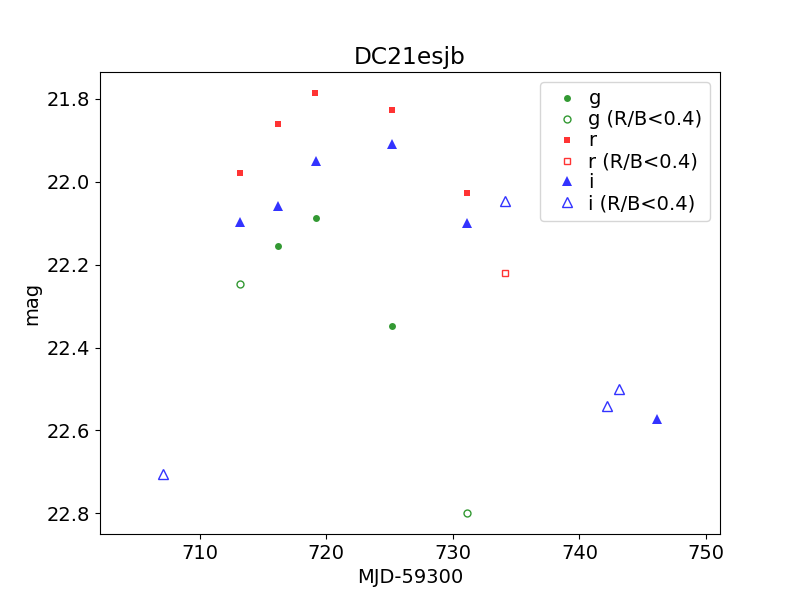 DC21esjb
g
g (R/B<0.4)
r
r (R/B<0.4)
i
i (R/B<0.4)
21.8
22.0
22.2
22.4
22.6
22.8
mag
710 720 730 740 750
MJD-59300